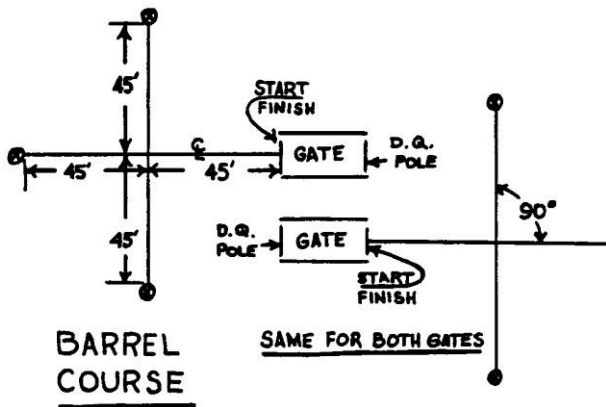 45'
START
FINISH
GATE
D.Q.
POLE
℄
45'
45'
45'
90°
D.Q.
POLE
GATE
START
FINISH
BARREL
COURSE
SAME FOR BOTH GATES